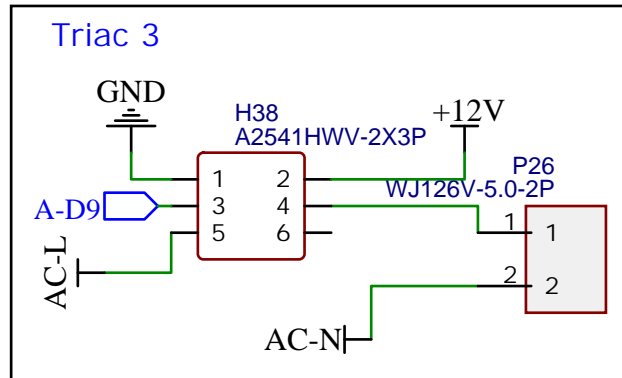 Triac 3
GND
H38
A2541HWV-2X3P
+12V
P26
WJ126V-5.0-2P
1 2
A-D9 3 4 1 1
5 6
AC-L
2 2
AC-N